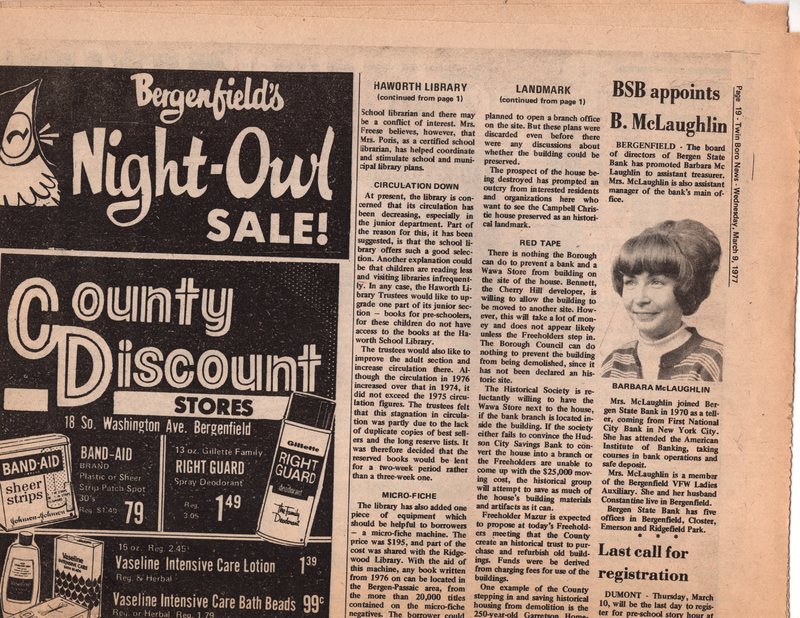 Bergenfield's
Night-Owl
SALE!
County
Discount
STORES
18 So. Washington Ave. Bergenfield
BAND-AID
sheer
strips
Johnson & Johnson
BAND-AID
BRAND
Plastic or Sheer
Strip Patch-Spot
30's
Reg. $1.49
79
13 oz. Gillette Family
RIGHT GUARD
Spray Deodorant
Reg.
3.05
1 49
Gillette
RIGHT
GUARD
deodorant
15 oz. Reg. 2.45
Vaseline Intensive Care Lotion
Reg. & Herbal
1 39
Vaseline Intensive Care Bath Beads 99c
Reg. or Herbal Reg. 1.79
Vaseline
HAWORTH LIBRARY
(continued from page 1)
School librarian and there may
be a conflict of interest. Mrs.
Freese believes, however, that
Mrs. Poris, as a certified school
librarian, has helped coordinate
and stimulate school and muni-
cipal library plans.
CIRCULATION DOWN
At present, the library is con-
cerned that its circulation has
been decreasing, especially in
the junior department. Part of
the reason for this, it has been
suggested, is that the school li-
brary offers such a good selec-
tion. Another explanation could
be that children are reading less
and visiting libraries infrequent-
ly. In any case, the Haworth Li-
brary Trustees would like to up-
grade one part of its junior sec-
tion – books for pre-schoolers,
for these children do not have
access to the books at the Ha-
worth School Library.
The trustees would also like to
improve the adult section and
increase circulation there. Al-
though the circulation in 1976
increased over that in 1974, it
did not exceed the 1975 circu-
lation figures. The trustees felt
that this stagnation in circula-
tion was partly due to the lack
of duplicate copies of best sell-
ers and the long reserve lists. It
was therefore decided that the
reserved books would be lent
for a two-week period rather
than a three-week one.
MICRO-FICHE
The library has also added one
piece of equipment which
should be helpful to borrowers
– a micro-fiche machine. The
price was $195, and part of the
cost was shared with the Ridge-
wood Library. With the aid of
this machine, any book written
from 1976 on can be located in
the Bergen-Passaic area, from
the more than 20,000 titles
contained on the micro-fiche
negatives. The borrower could
LANDMARK
(continued from page 1)
planned to open a branch office
on the site. But these plans were
discarded even before there
were any discussions about
whether the building could be
preserved.
The prospect of the house be-
ing destroyed has prompted an
outcry from interested residents
and organizations here who
want to see the Campbell Chris-
tie house preserved as an histori-
cal landmark.
RED TAPE
There is nothing the Borough
can do to prevent a bank and a
Wawa Store from building on
the site of the house. Bennett,
the Cherry Hill developer, is
willing to allow the building to
be moved to another site. How-
ever, this will take a lot of mon-
ey and does not appear likely
unless the Freeholders step in.
The Borough Council can do
nothing to prevent the building
from being demolished, since it
has not been declared an his-
toric site.
The Historical Society is re-
luctantly willing to have the
Wawa Store next to the house,
if the bank branch is located in-
side the building. If the society
either fails to convince the Hud-
son City Savings Bank to con-
vert the house into a branch or
the Freeholders are unable to
come up with the $25,000 mov-
ing cost, the historical group
will attempt to save as much of
the house's building materials
and artifacts as it can.
Freeholder Mazur is expected
to propose at today's Freehold-
ers meeting that the County
create an historical trust to pur-
chase and refurbish old build-
ings. Funds were be derived
from charging fees for use of the
buildings.
One example of the County
stepping in and saving historical
housing from demolition is the
250-year-old Garretson Home-
BSB appoints
B. McLaughlin
BERGENFIELD - The board
of directors of Bergen State
Bank has promoted Barbara Mc
Laughlin to assistant treasurer.
Mrs. McLaughlin is also assistant
manager of the bank's main of-
fice.
BARBARA McLAUGHLIN
Mrs. McLaughlin joined Ber-
gen State Bank in 1970 as a tell-
er, coming from First National
City Bank in New York City.
She has attended the American
Institute of Banking, taking
courses in bank operations and
safe deposit.
Mrs. McLaughlin is a member
of the Bergenfield VFW Ladies
Auxiliary. She and her husband
Constant live in Bergenfield.
Bergen State Bank has five
offices in Bergenfield, Closter,
Emerson and Ridgefield Park.
Last call for
registration
DUMONT - Thursday, March
10, will be the last day to regis-
ter for pre-school story hour at
Page 19 - Twin Boro News - Wednesday, March 9, 1977